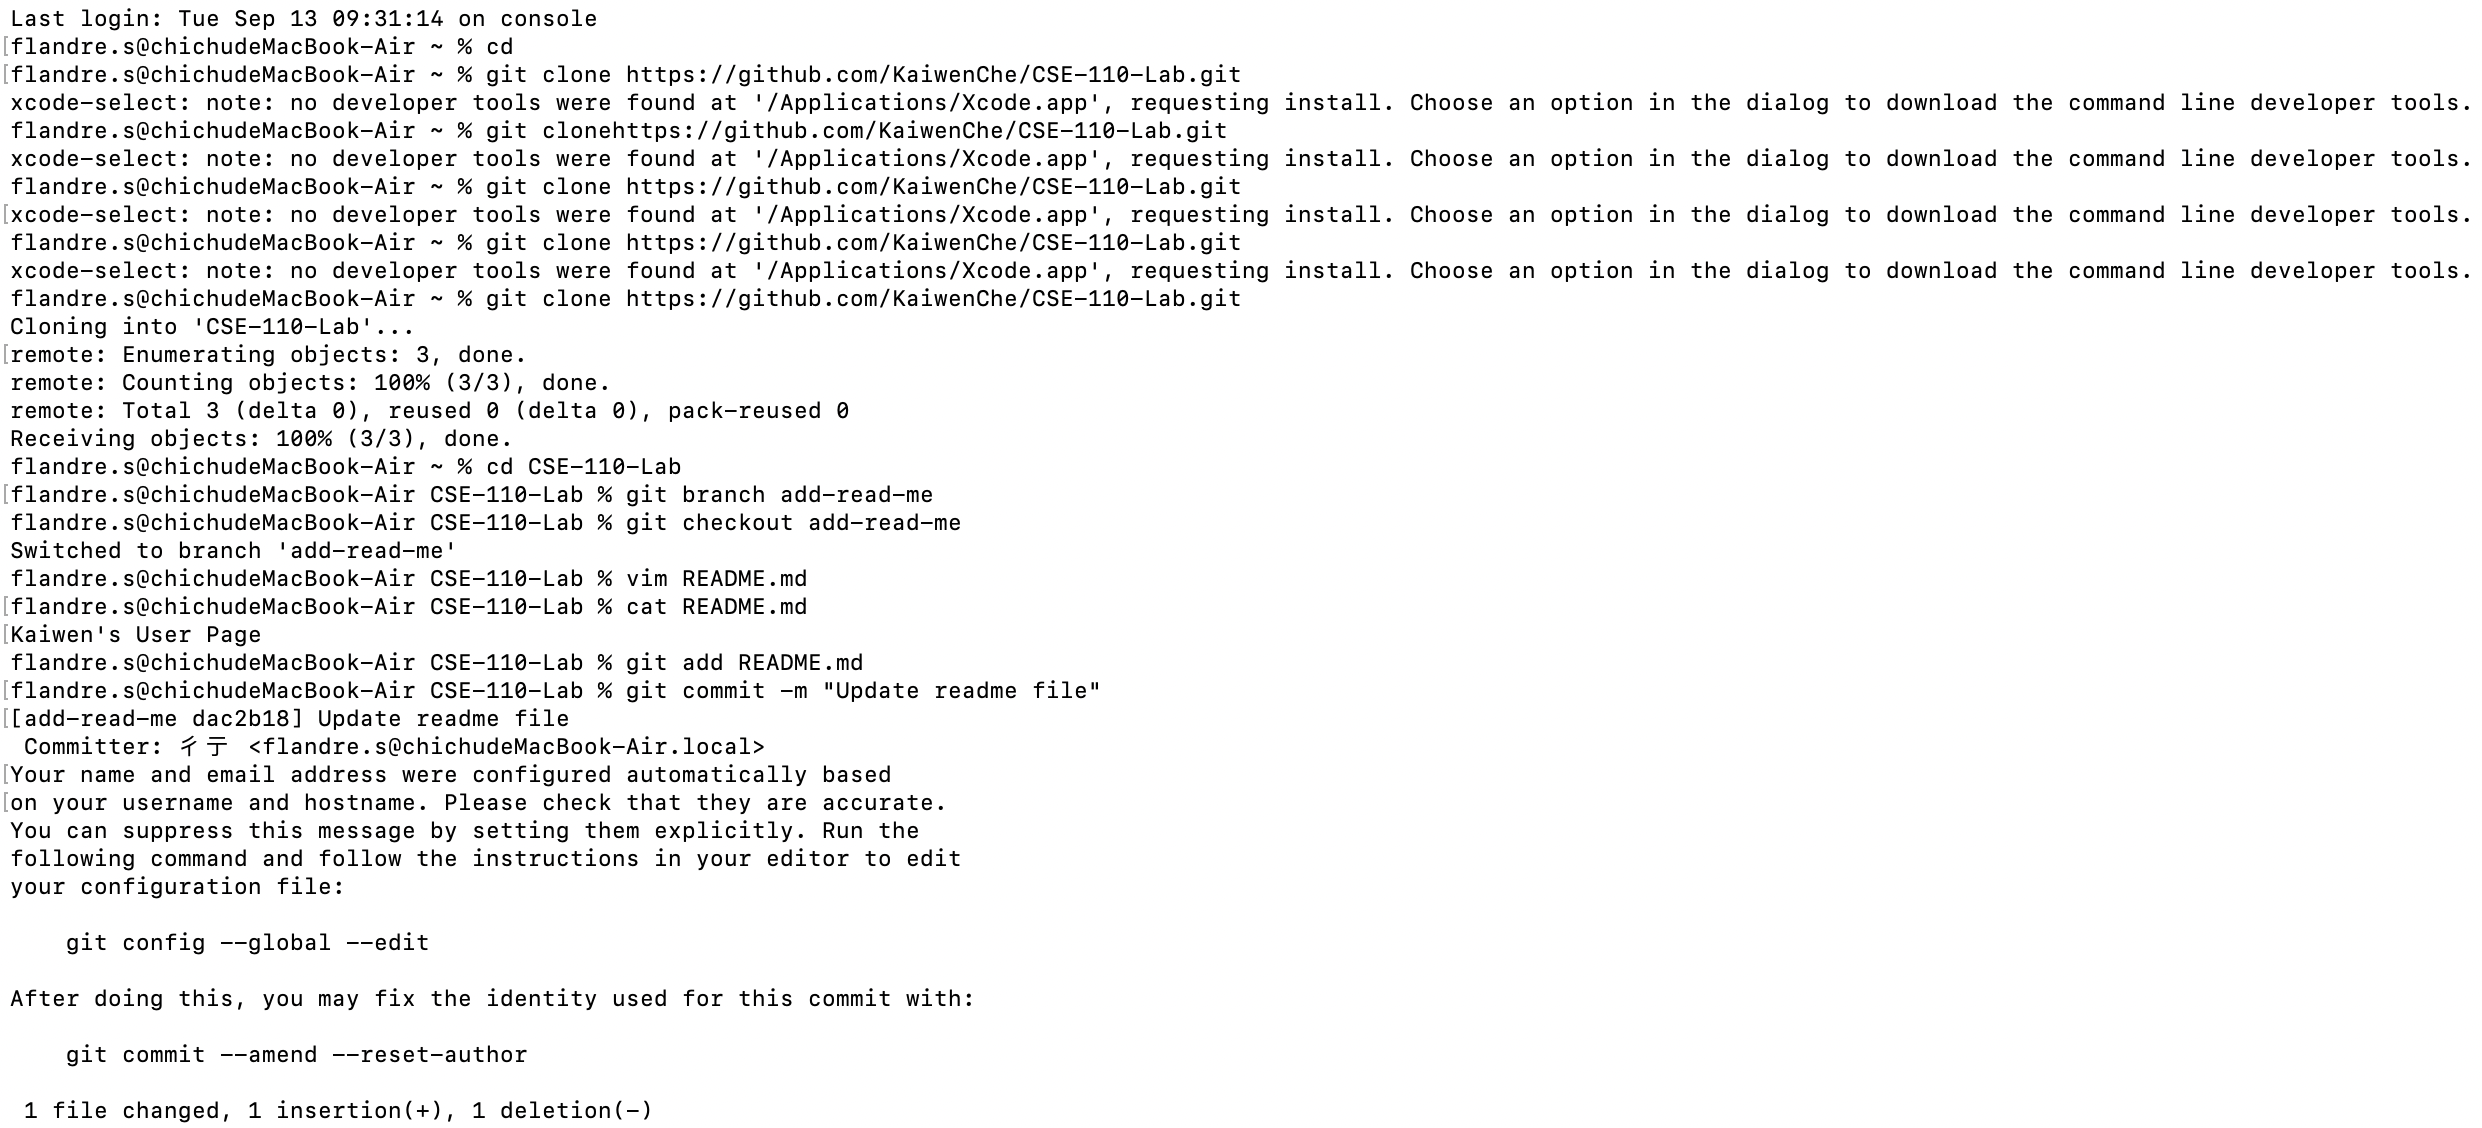 Last login: Tue Sep 13 09:31:14 on console
[flandre.s@chichudeMacBook-Air ~ % cd
[flandre.s@chichudeMacBook-Air ~ % git clone https://github.com/KaiwenChe/CSE-110-Lab.git
xcode-select: note: no developer tools were found at '/Applications/Xcode.app', requesting install. Choose an option in the dialog to download the command line developer tools.
flandre.s@chichudeMacBook-Air ~ % git clonehttps://github.com/KaiwenChe/CSE-110-Lab.git
xcode-select: note: no developer tools were found at '/Applications/Xcode.app', requesting install. Choose an option in the dialog to download the command line developer tools.
flandre.s@chichudeMacBook-Air ~ % git clone https://github.com/KaiwenChe/CSE-110-Lab.git
[xcode-select: note: no developer tools were found at '/Applications/Xcode.app', requesting install. Choose an option in the dialog to download the command line developer tools.
flandre.s@chichudeMacBook-Air ~ % git clone https://github.com/KaiwenChe/CSE-110-Lab.git
xcode-select: note: no developer tools were found at '/Applications/Xcode.app', requesting install. Choose an option in the dialog to download the command line developer tools.
flandre.s@chichudeMacBook-Air ~ % git clone https://github.com/KaiwenChe/CSE-110-Lab.git
Cloning into 'CSE-110-Lab'...
[remote: Enumerating objects: 3, done.
remote: Counting objects: 100% (3/3), done.
remote: Total 3 (delta 0), reused 0 (delta 0), pack-reused 0
Receiving objects: 100% (3/3), done.
flandre.s@chichudeMacBook-Air ~ % cd CSE-110-Lab
[flandre.s@chichudeMacBook-Air CSE-110-Lab % git branch add-read-me
flandre.s@chichudeMacBook-Air CSE-110-Lab % git checkout add-read-me
Switched to branch 'add-read-me'
flandre.s@chichudeMacBook-Air CSE-110-Lab % vim README.md
[flandre.s@chichudeMacBook-Air CSE-110-Lab % cat README.md
[Kaiwen's User Page
flandre.s@chichudeMacBook-Air CSE-110-Lab % git add README.md
[flandre.s@chichudeMacBook-Air CSE-110-Lab % git commit -m "Update readme file"
[[add-read-me dac2b18] Update readme file
Committer: 彳亍 <flandre.s@chichudeMacBook-Air.local>
[Your name and email address were configured automatically based
[on your username and hostname. Please check that they are accurate.
You can suppress this message by setting them explicitly. Run the
following command and follow the instructions in your editor to edit
your configuration file:
git config --global --edit
After doing this, you may fix the identity used for this commit with:
git commit --amend --reset-author
1 file changed, 1 insertion(+), 1 deletion(-)